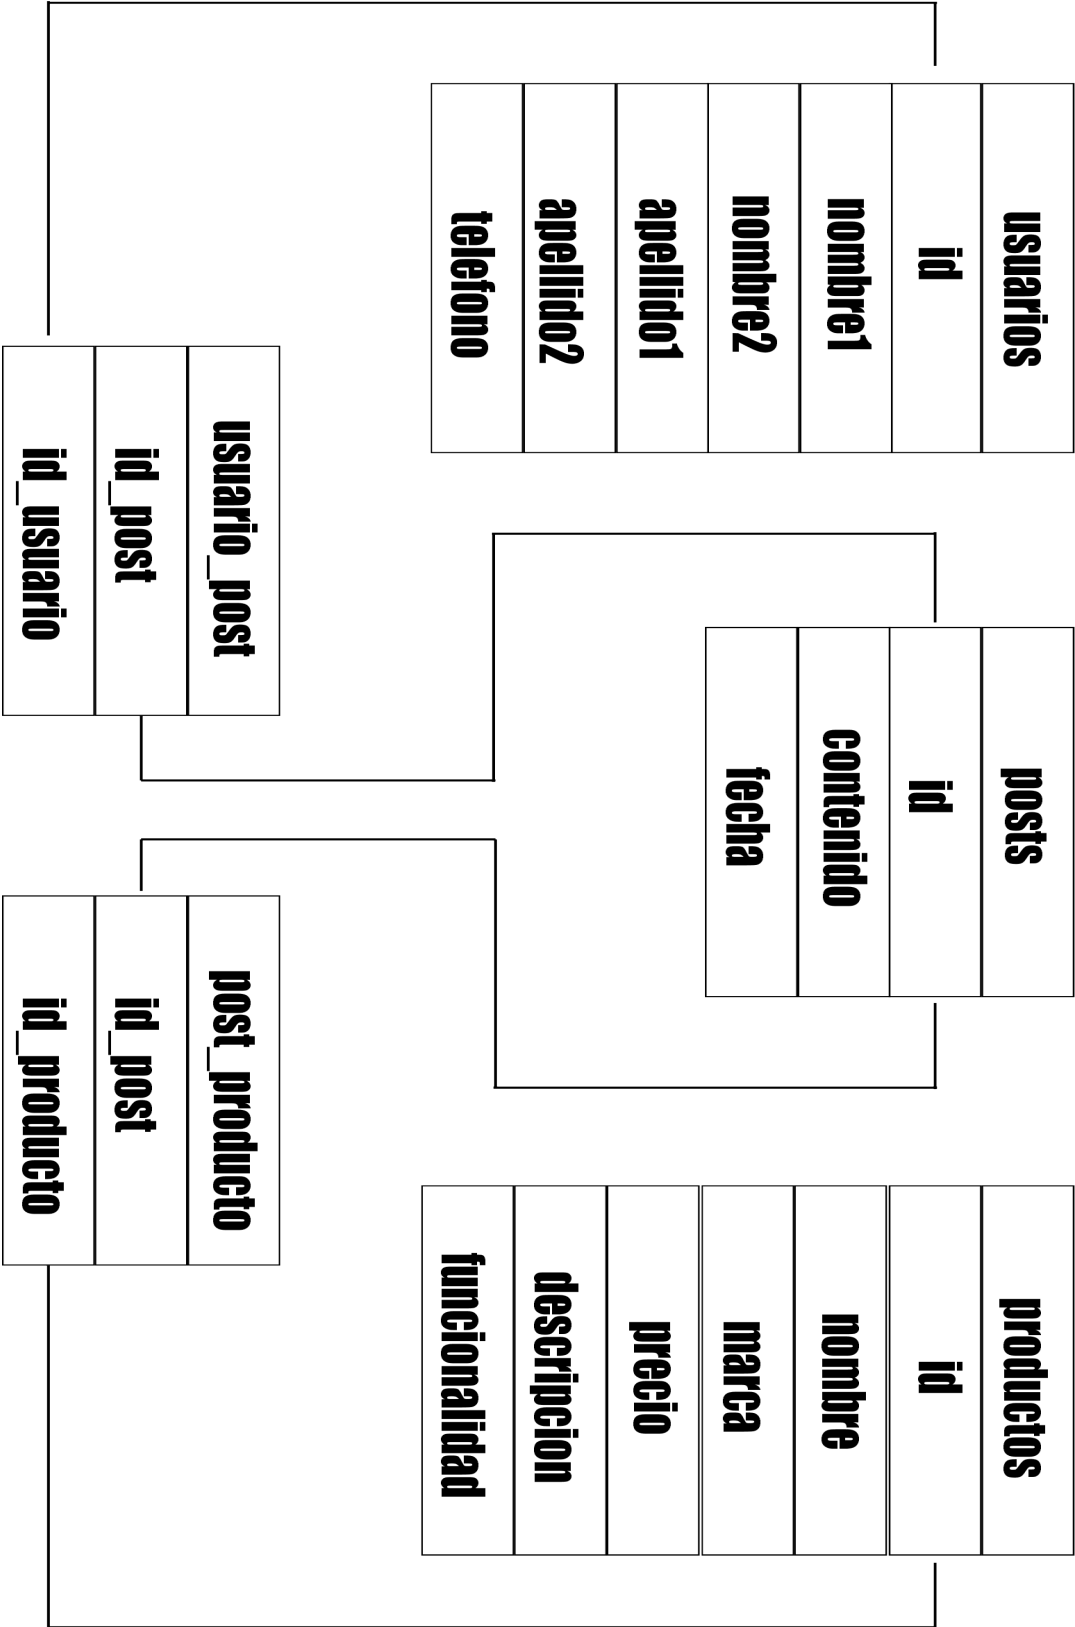 usuarios
id
nombre1
nombre2
apellido1
apellido2
telefono
posts
id
contenido
fecha
productos
id
nombre
marca
precio
descripcion
funcionalidad
usuario_post
id_post
id_usuario
post_producto
id_post
id_producto